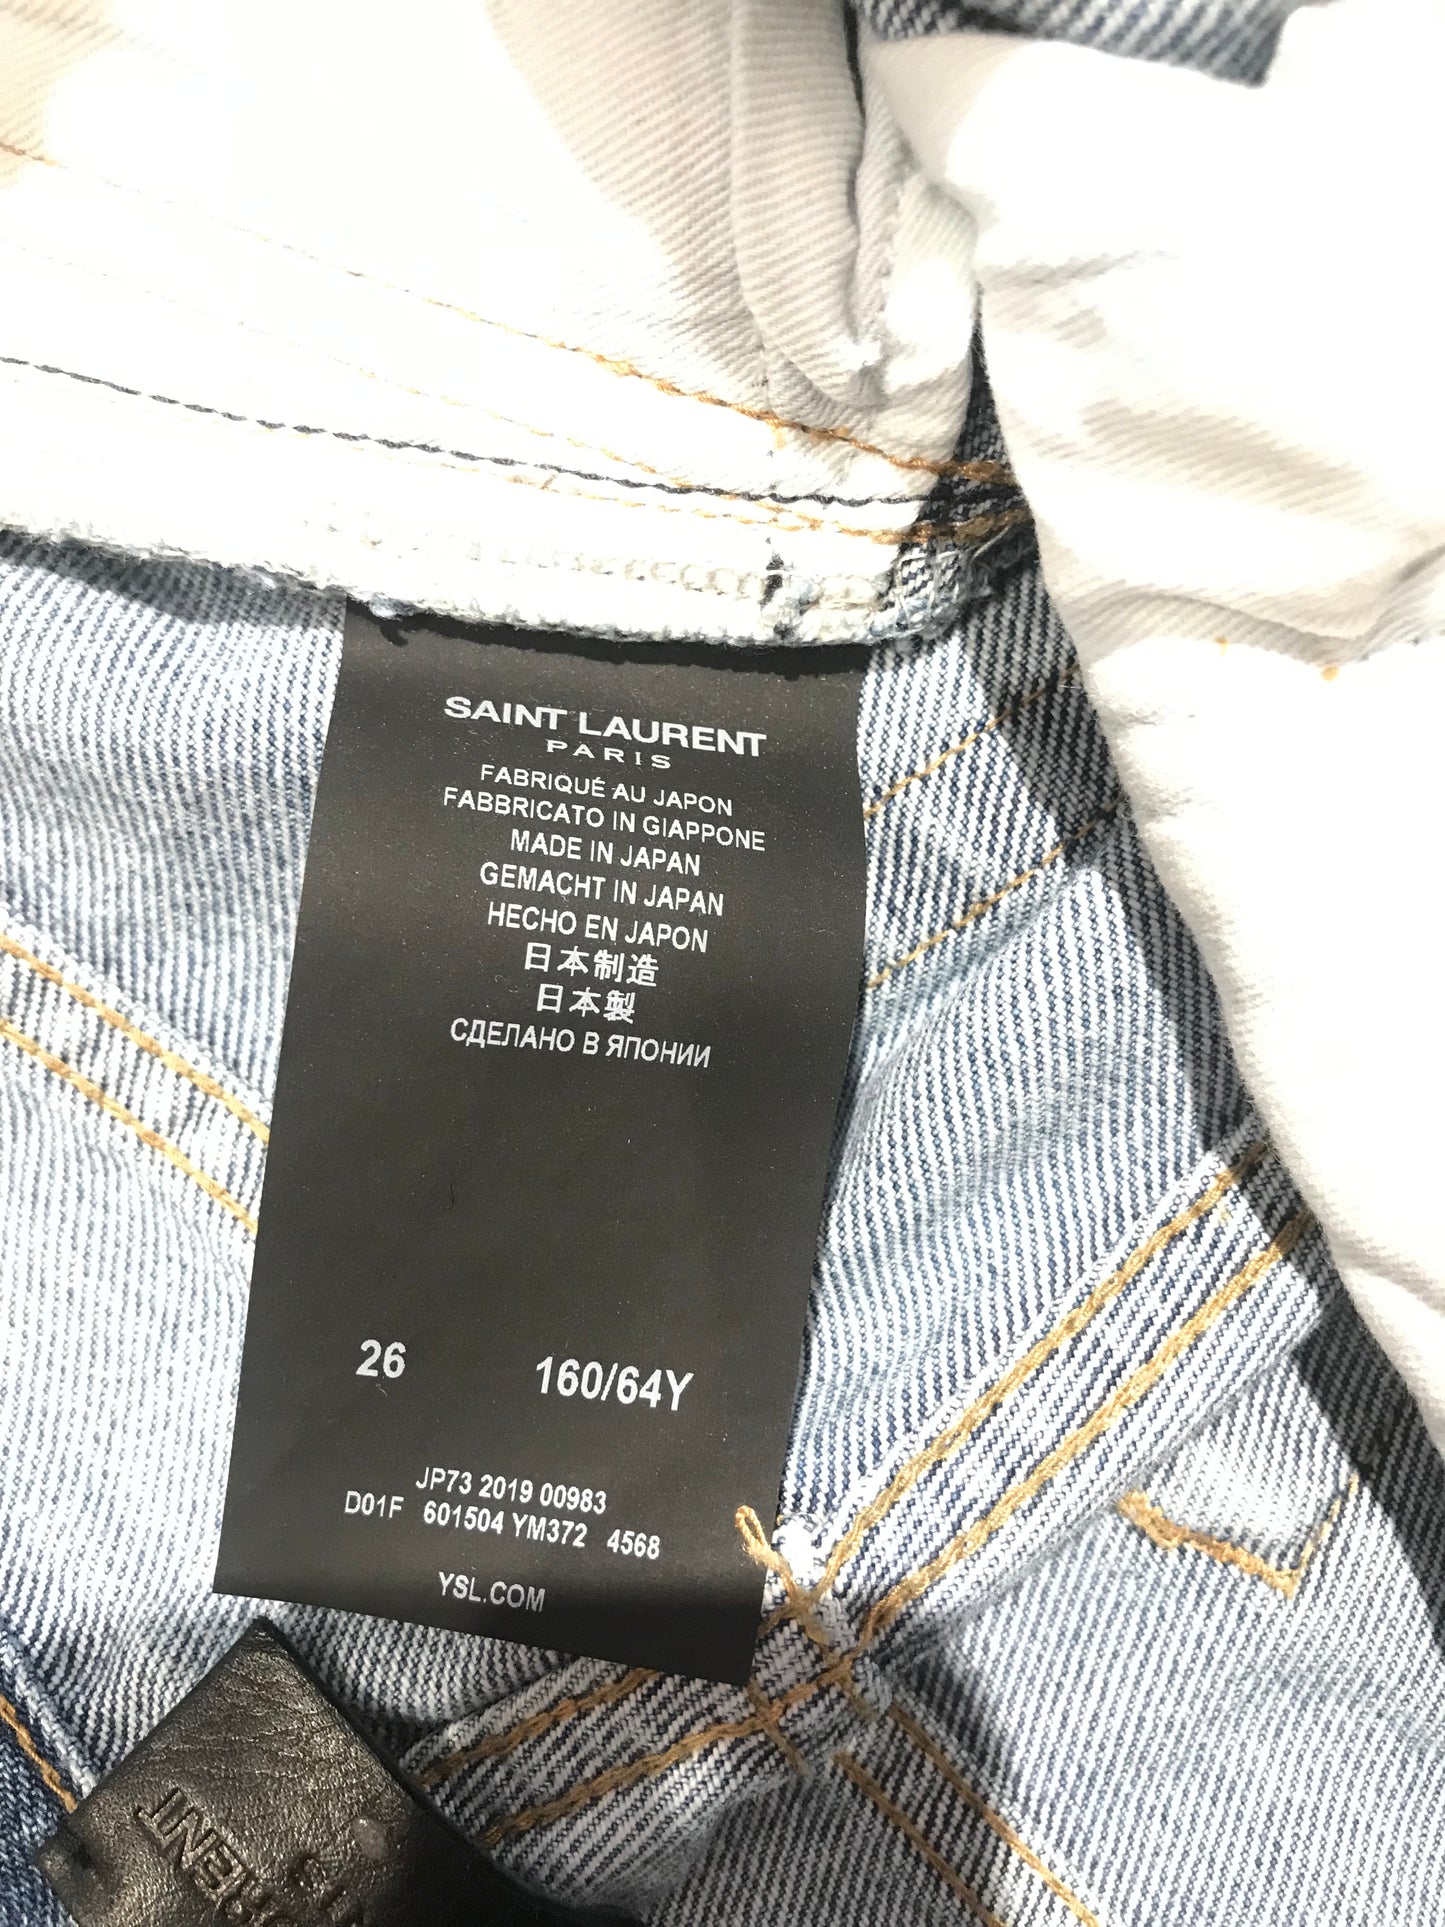 SAINT LAURENT
PARIS
FABRIQUÉ AU JAPON
FABBRICATO IN GIAPPONE
MADE IN JAPAN
GEMACHT IN JAPAN
HECHO EN JAPON
日本制造
日本製
СДЕЛАНО В ЯПОНИИ
26 160/64Y
JP73 2019 00983
D01F 601504 YM372 4568
YSL.COM